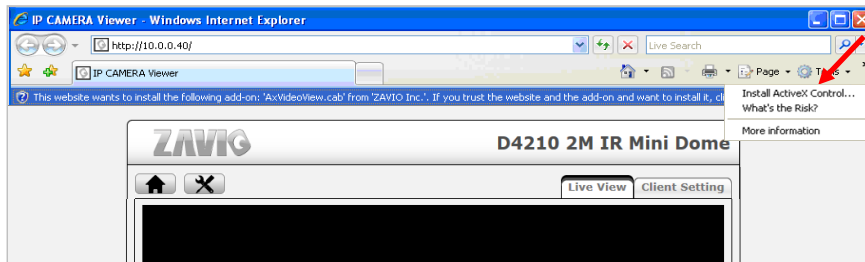 IP CAMERA Viewer - Windows Internet Explorer
http://10.0.0.40/
Live Search
IP CAMERA Viewer
Page
This website wants to install the following add-on: 'AxVideoView.cab' from 'ZAVIO Inc.'. If you trust the website and the add-on and want to install it,
Install ActiveX Control...
What's the Risk?
More information
ZAVIO
D4210 2M IR Mini Dome
Live View
Client Setting